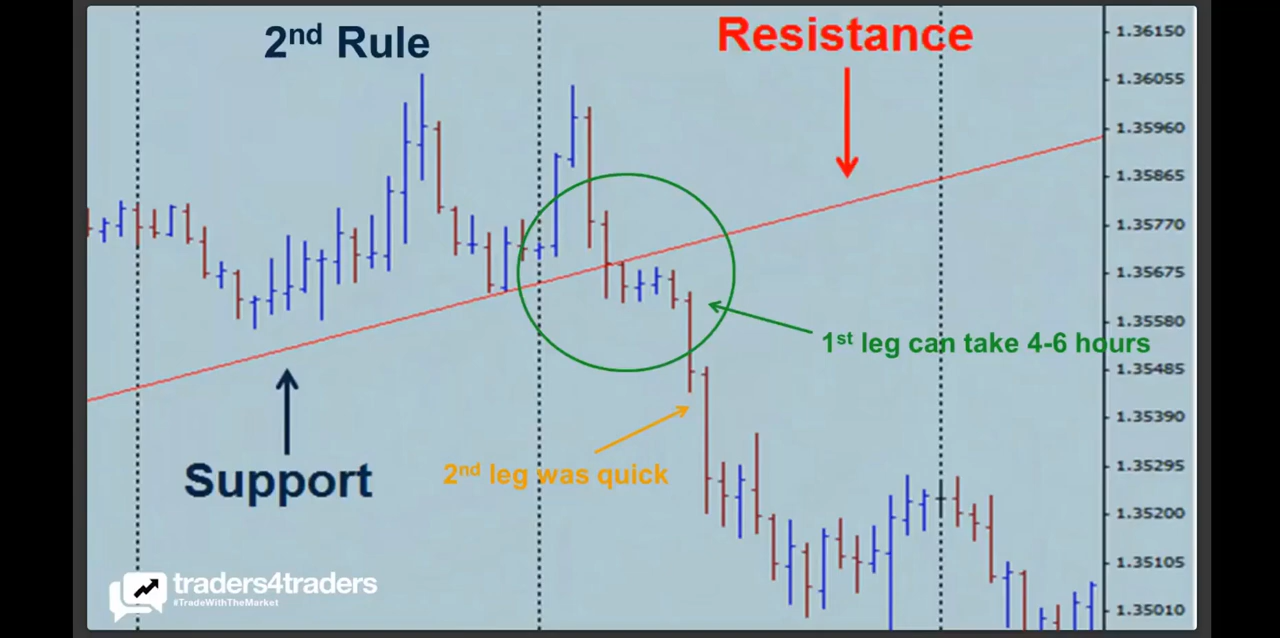 2nd Rule
Resistance
Support
1st leg can take 4-6 hours
2nd leg was quick
1.36150
1.36055
1.35960
1.35865
1.35770
1.35675
1.35580
1.35485
1.35390
1.35295
1.35200
1.35105
1.35010
traders4traders
#TradeWithTheMarket